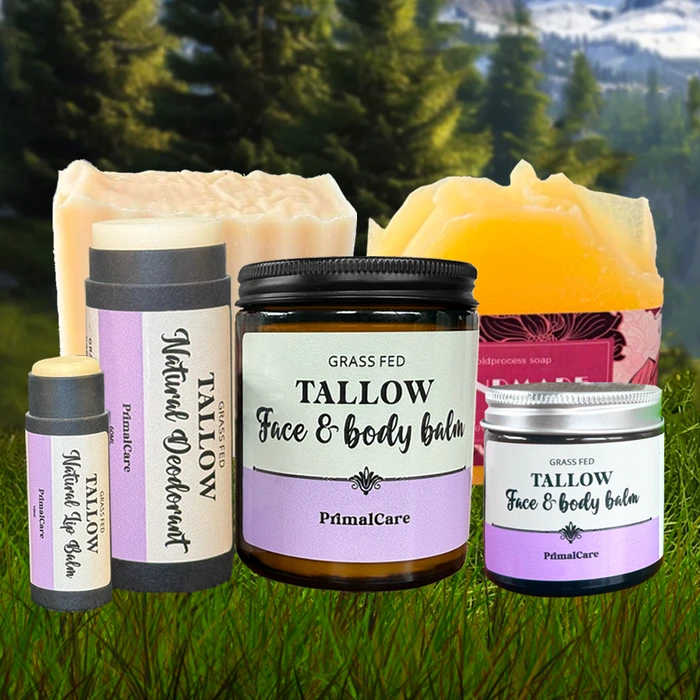 GRASS FED
TALLOW
Natural Lip Balm
PrimalCare
GRASS FED
TALLOW
Natural Deodorant
PrimalCare
GRASS FED
TALLOW
Face & body balm
PrimalCare
GRASS FED
TALLOW
Face & body balm
PrimalCare
soap